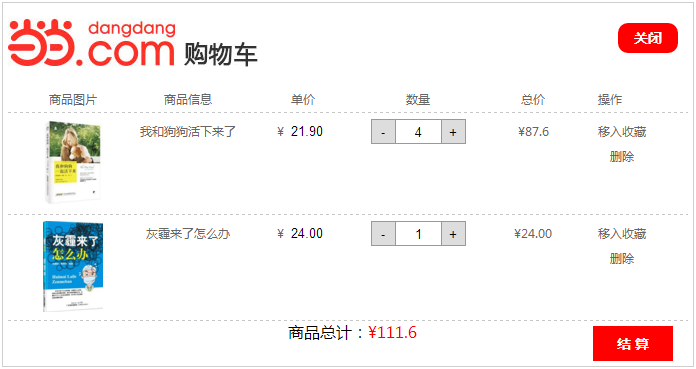 当当 dangdang
.com 购物车
关闭
商品图片 商品信息 单价 数量 总价 操作
我和狗狗活下来了 ¥ 21.90 - 4 + ¥87.6 移入收藏
删除
灰霾来了怎么办 ¥ 24.00 - 1 + ¥24.00 移入收藏
删除
灰霾来了
怎么办
商品总计：¥111.6
结 算